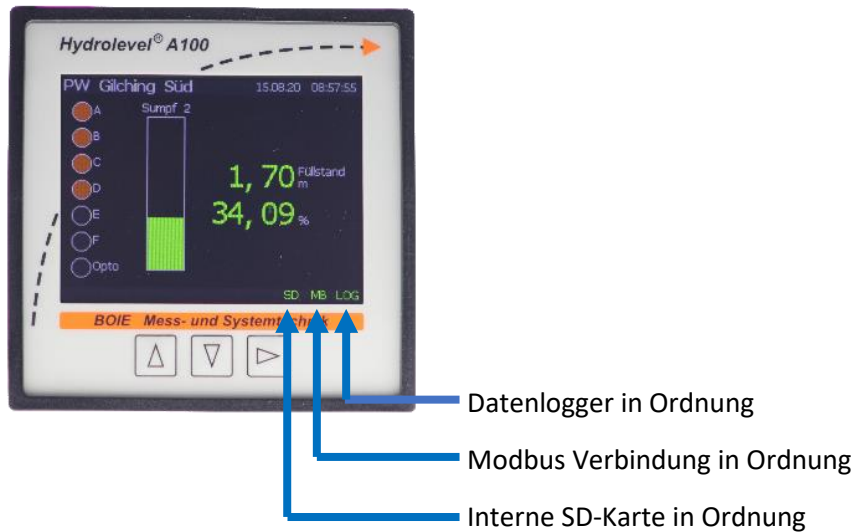 Hydrolevel® A100
PW Gilching Süd 15.08.20 08:57:55
A Sumpf 2
B
C
D
E
F
Opto
1, 70 Füllstand m
34, 09 %
SD MB LOG
BOIE Mess- und Systemtechnik
Datenlogger in Ordnung
Modbus Verbindung in Ordnung
Interne SD-Karte in Ordnung